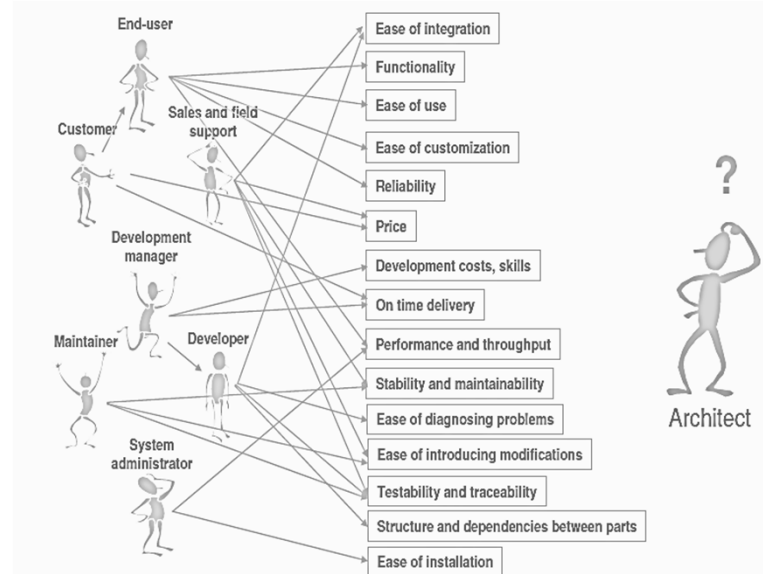 End-user
Customer
Sales and field
support
Development
manager
Maintainer
Developer
System
administrator
Ease of integration
Functionality
Ease of use
Ease of customization
Reliability
Price
Development costs, skills
On time delivery
Performance and throughput
Stability and maintainability
Ease of diagnosing problems
Ease of introducing modifications
Testability and traceability
Structure and dependencies between parts
Ease of installation
?
Architect